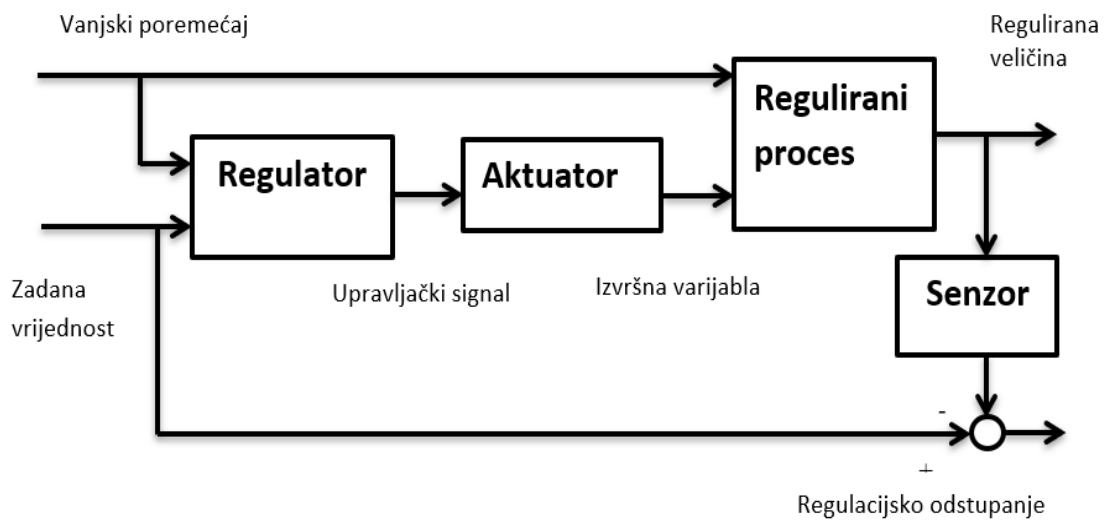 Vanjski poremećaj
Regulirana
veličina
Regulirani
proces
Regulator
Aktuator
Zadana
vrijednost
Upravljački signal
Izvršna varijabla
Senzor
-
+
Regulacijsko odstupanje